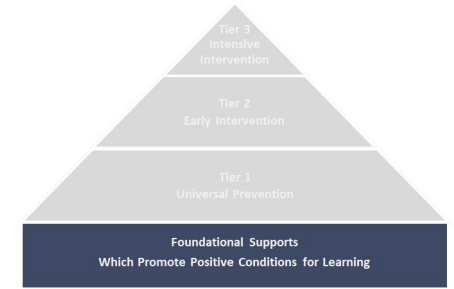 Tier 3
Intensive
Intervention
Tier 2
Early Intervention
Tier 1
Universal Prevention
Foundational Supports
Which Promote Positive Conditions for Learning